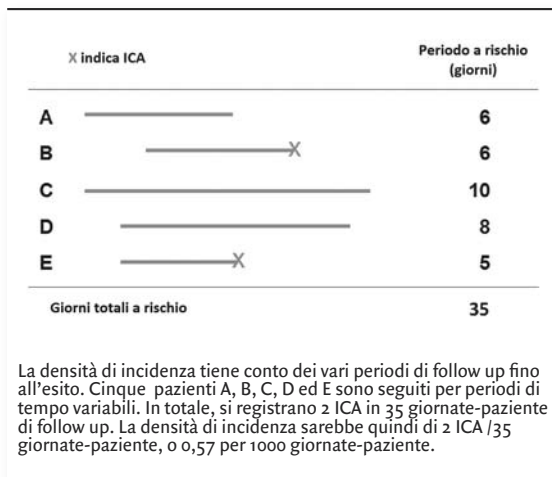 X indica ICA
Periodo a rischio
(giorni)
A 6
B X 6
C 10
D 8
E X 5
Giorni totali a rischio 35
La densità di incidenza tiene conto dei vari periodi di follow up fino
all'esito. Cinque pazienti A, B, C, D ed E sono seguiti per periodi di
tempo variabili. In totale, si registrano 2 ICA in 35 giornate-paziente
di follow up. La densità di incidenza sarebbe quindi di 2 ICA /35
giornate-paziente, o 0,57 per 1000 giornate-paziente.